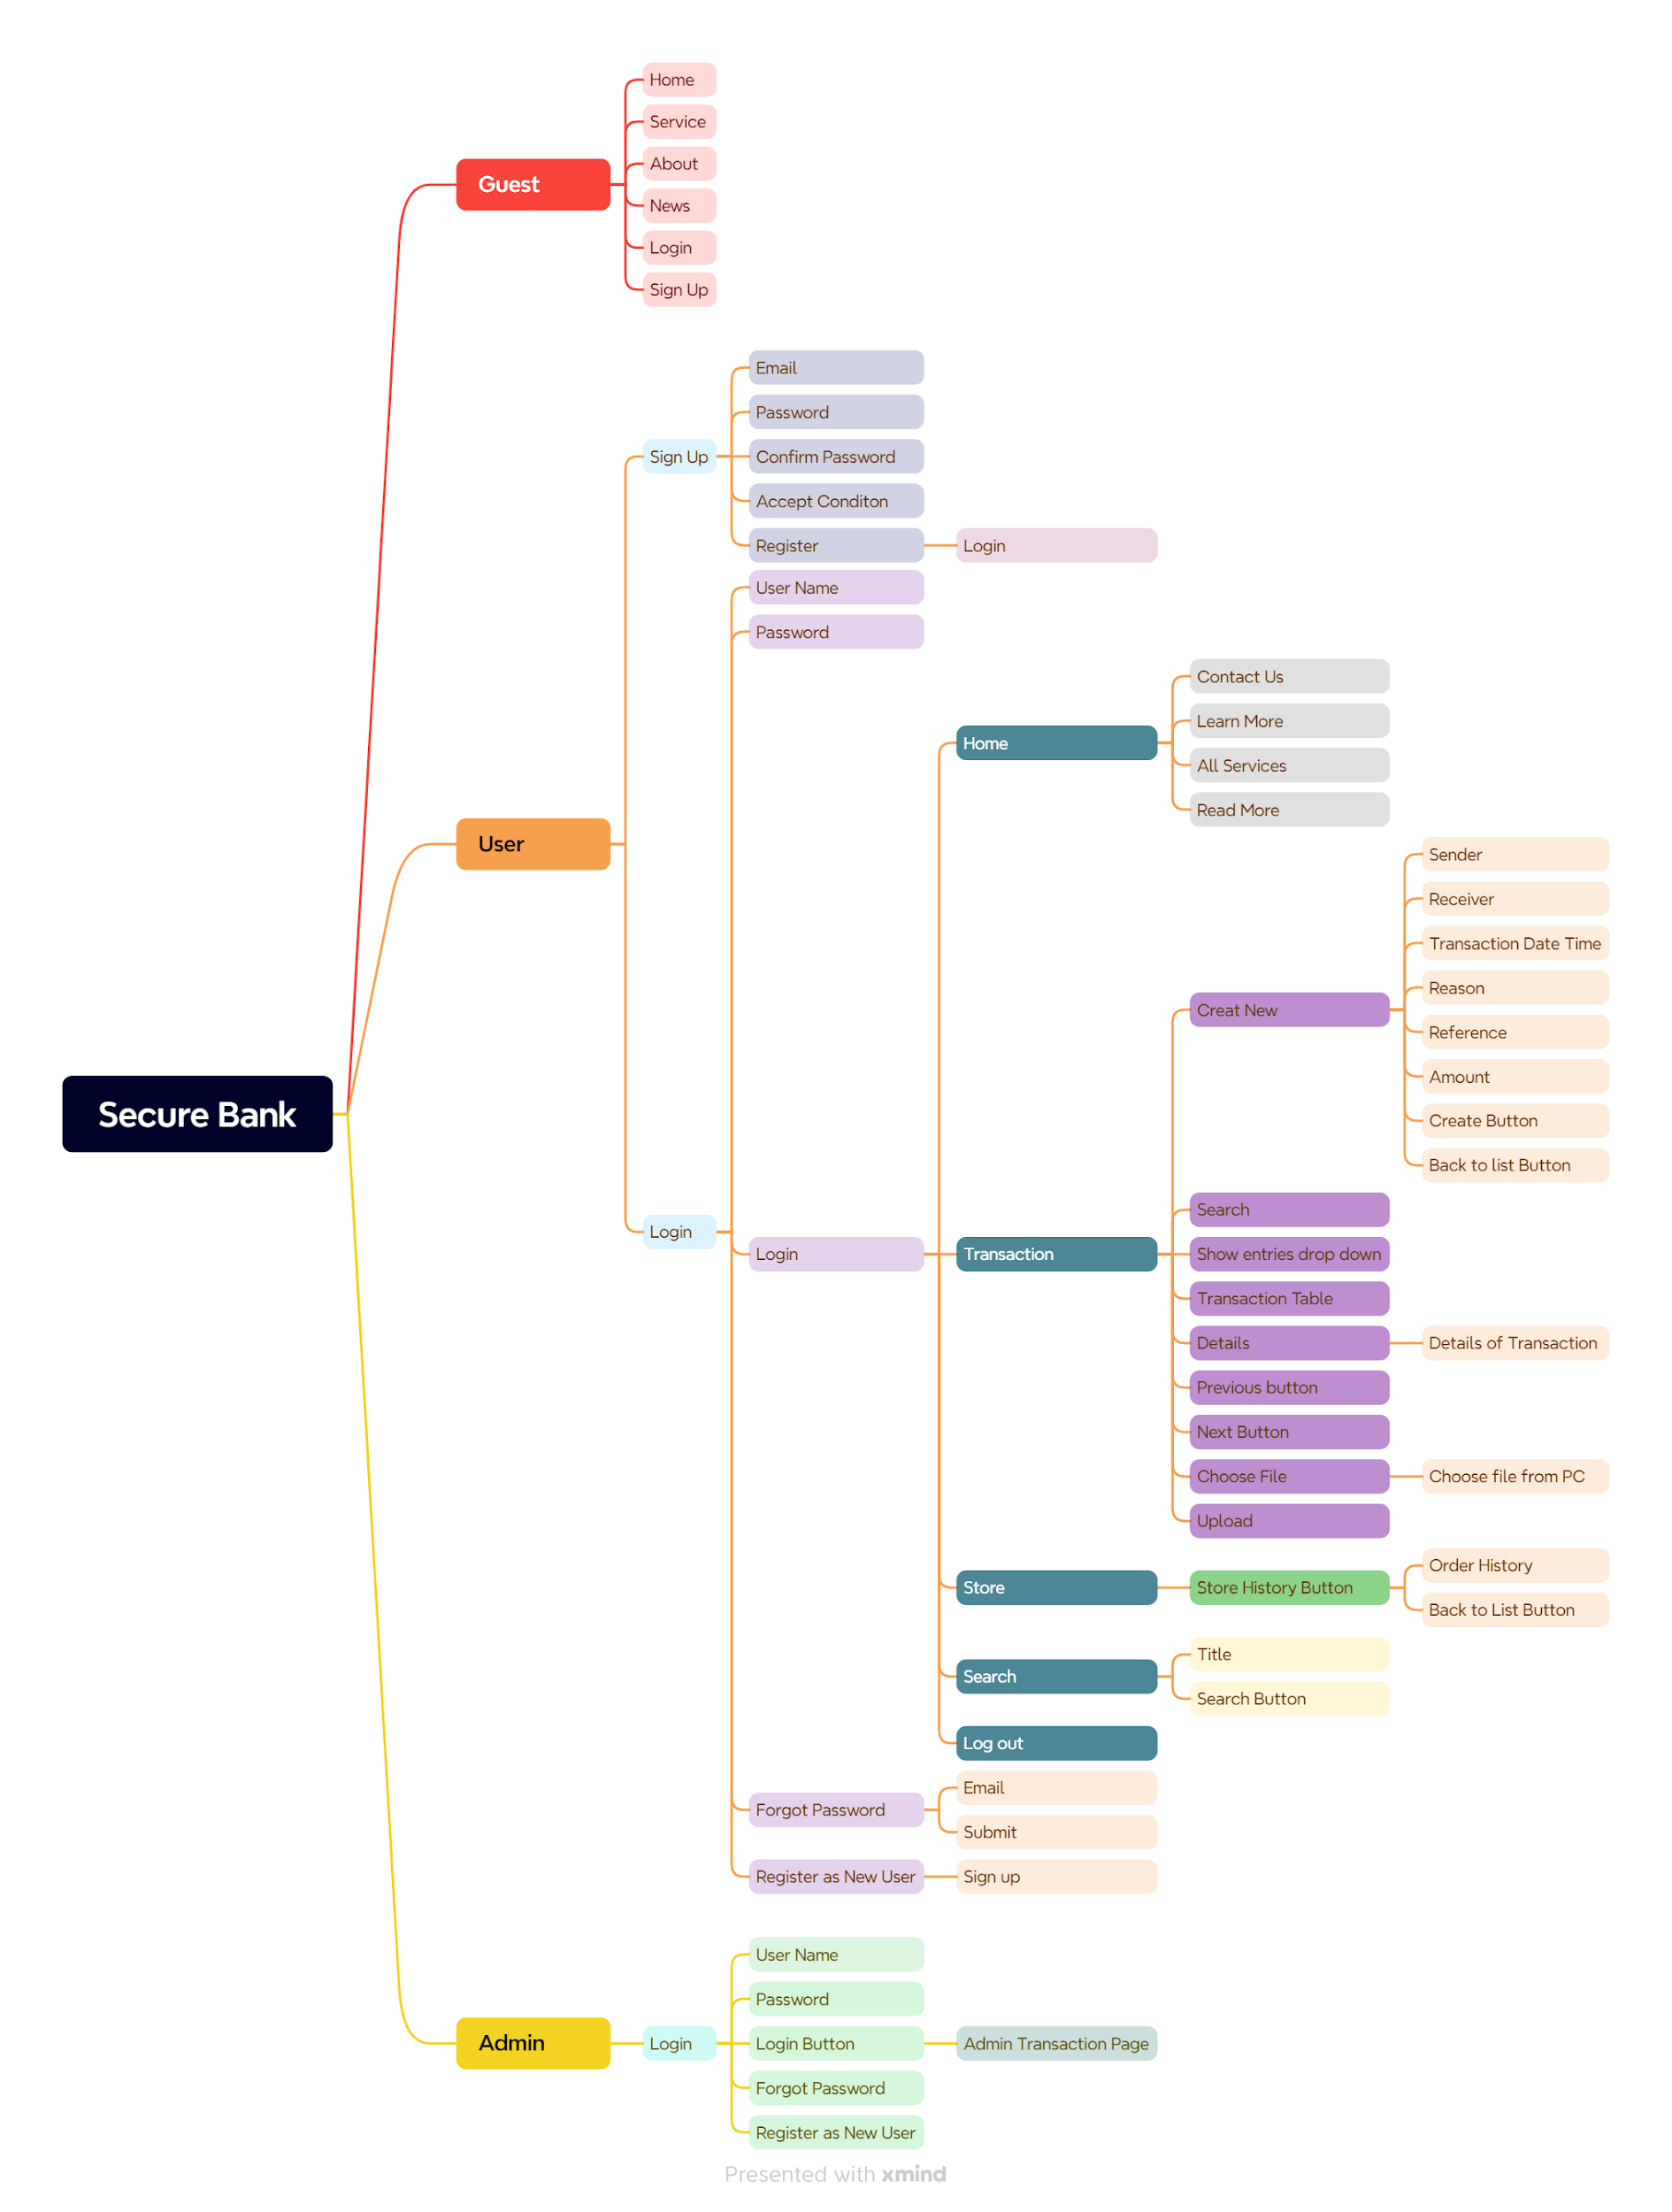 Secure Bank
Guest
Home
Service
About
News
Login
Sign Up
User
Sign Up
Email
Password
Confirm Password
Accept Conditon
Register
Login
Login
User Name
Password
Login
Home
Contact Us
Learn More
All Services
Read More
Transaction
Creat New
Sender
Receiver
Transaction Date Time
Reason
Reference
Amount
Create Button
Back to list Button
Search
Show entries drop down
Transaction Table
Details
Details of Transaction
Previous button
Next Button
Choose File
Choose file from PC
Upload
Store
Store History Button
Order History
Back to List Button
Search
Title
Search Button
Log out
Forgot Password
Email
Submit
Register as New User
Sign up
Admin
Login
User Name
Password
Login Button
Admin Transaction Page
Forgot Password
Register as New User
Presented with xmind